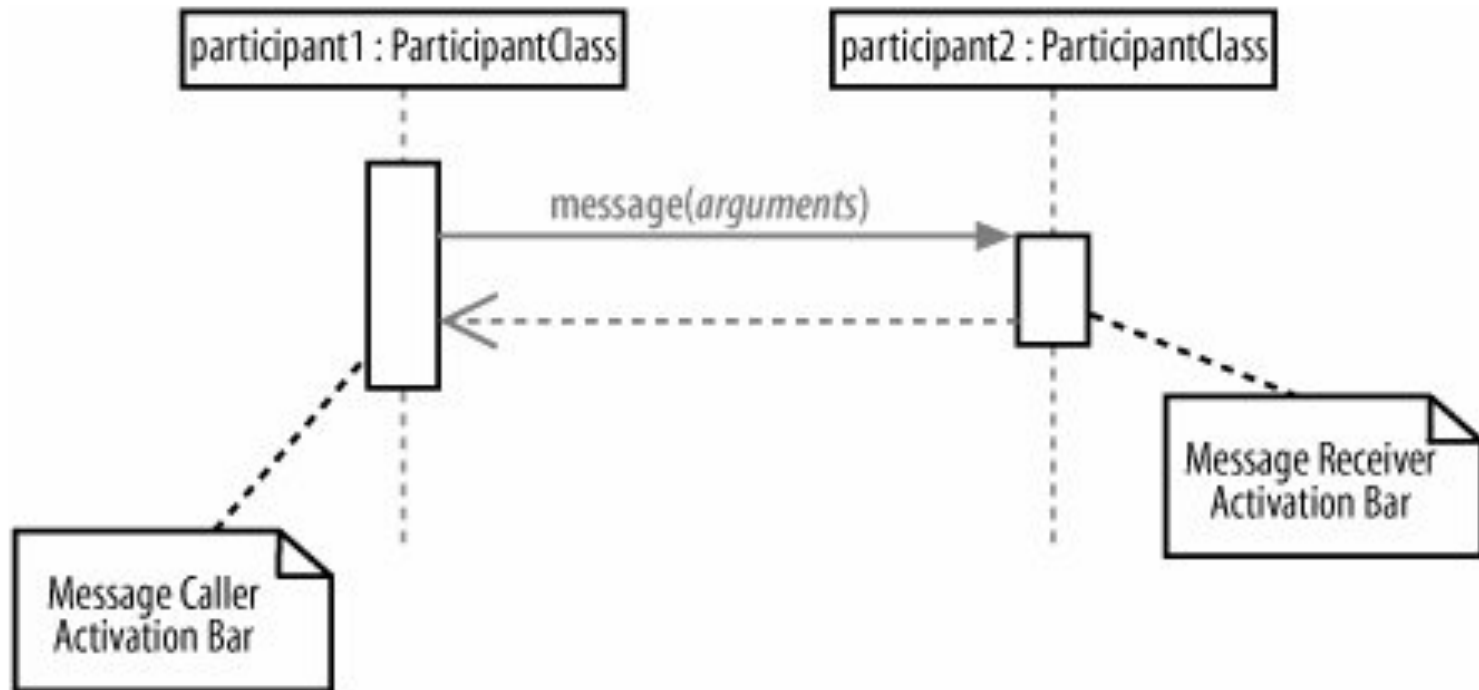 participant1 : ParticipantClass
participant2 : ParticipantClass
message(arguments)
Message Receiver
Activation Bar
Message Caller
Activation Bar